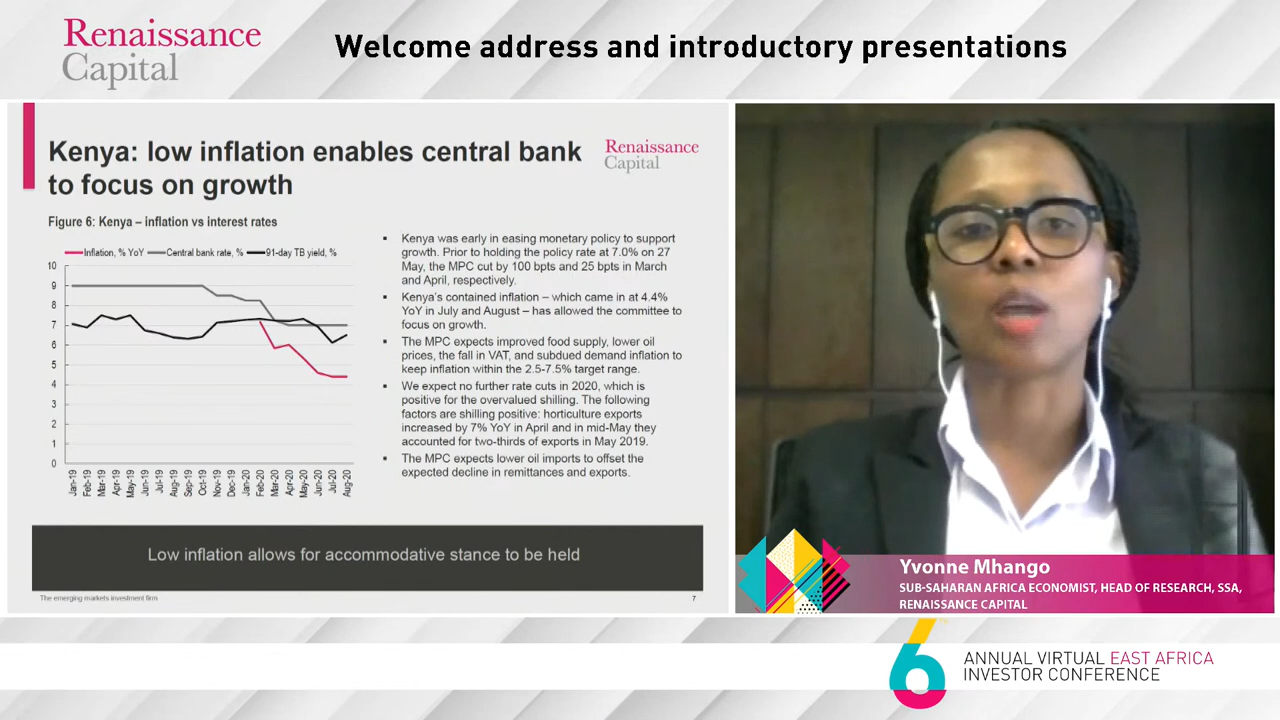 Renaissance
Capital
Welcome address and introductory presentations
Kenya: low inflation enables central bank
to focus on growth
Renaissance
Capital
Figure 6: Kenya – inflation vs interest rates
Inflation, % YoY
Central bank rate, %
91-day TB yield, %
10
9
8
7
6
5
4
3
2
1
0
Jan-19
Feb-19
Mar-19
Apr-19
May-19
Jun-19
Jul-19
Aug-19
Sep-19
Oct-19
Nov-19
Dec-19
Jan-20
Feb-20
Mar-20
Apr-20
May-20
Jun-20
Jul-20
Aug-20
▪ Kenya was early in easing monetary policy to support
growth. Prior to holding the policy rate at 7.0% on 27
May, the MPC cut by 100 bpts and 25 bpts in March
and April, respectively.
▪ Kenya's contained inflation – which came in at 4.4%
YoY in July and August – has allowed the committee to
focus on growth.
▪ The MPC expects improved food supply, lower oil
prices, the fall in VAT, and subdued demand inflation to
keep inflation within the 2.5-7.5% target range.
▪ We expect no further rate cuts in 2020, which is
positive for the overvalued shilling. The following
factors are shilling positive: horticulture exports
increased by 7% YoY in April and in mid-May they
accounted for two-thirds of exports in May 2019.
▪ The MPC expects lower oil imports to offset the
expected decline in remittances and exports.
Low inflation allows for accommodative stance to be held
The emerging markets investment firm
7
Yvonne Mhango
SUB-SAHARAN AFRICA ECONOMIST, HEAD OF RESEARCH, SSA,
RENAISSANCE CAPITAL
6
ANNUAL VIRTUAL EAST AFRICA
INVESTOR CONFERENCE